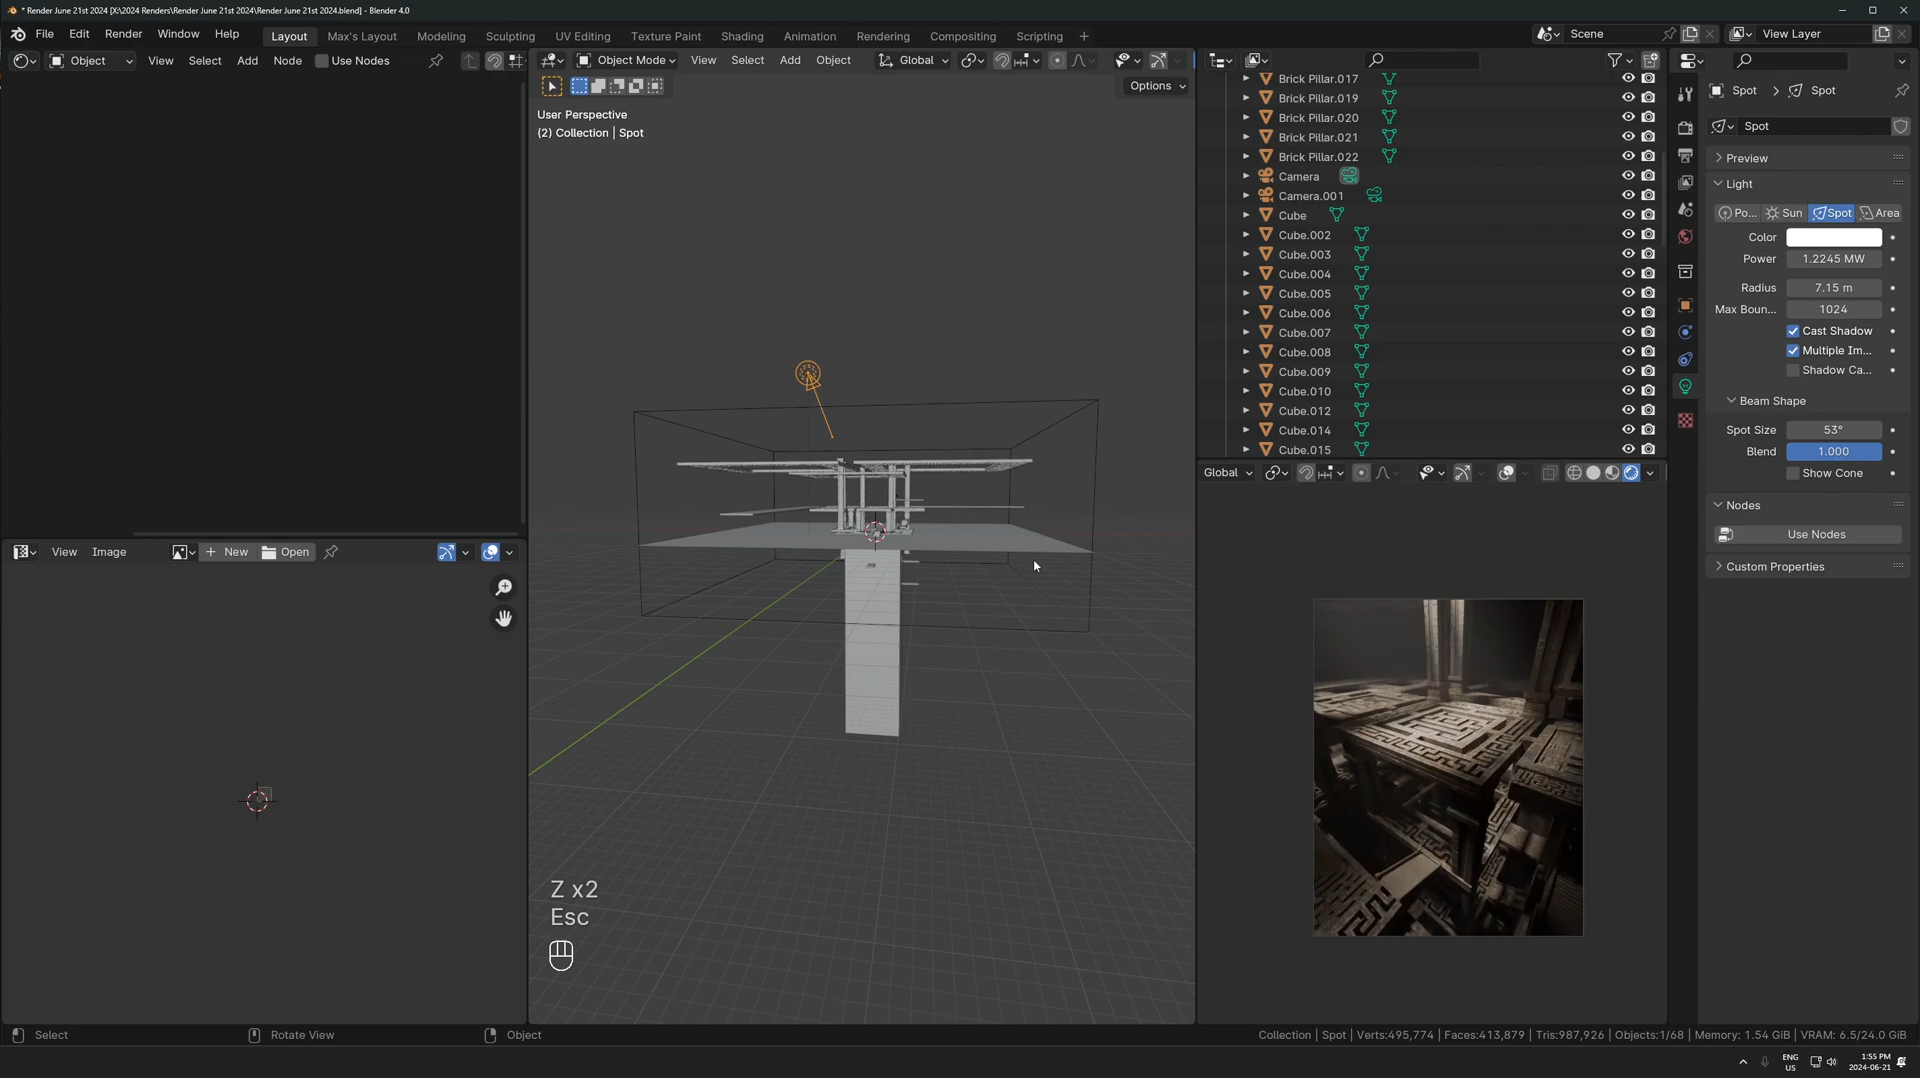 * Render June 21st 2024 [X:\2024 Renders\Render June 21st 2024\Render June 21st 2024.blend] - Blender 4.0
File Edit Render Window Help Layout Max's Layout Modeling Sculpting UV Editing Texture Paint Shading Animation Rendering Compositing Scripting + Scene View Layer
Object View Select Add Node Use Nodes
Object Mode View Select Add Object Global
Options
User Perspective
(2) Collection | Spot
Z x2
Esc
View Image + New Open
Brick Pillar.017
Brick Pillar.019
Brick Pillar.020
Brick Pillar.021
Brick Pillar.022
Camera
Camera.001
Cube
Cube.002
Cube.003
Cube.004
Cube.005
Cube.006
Cube.007
Cube.008
Cube.009
Cube.010
Cube.012
Cube.014
Cube.015
Global
Spot > Spot
Spot
Preview
Light
Po... Sun Spot Area
Color
Power 1.2245 MW
Radius 7.15 m
Max Boun... 1024
Cast Shadow
Multiple Im...
Shadow Ca...
Beam Shape
Spot Size 53°
Blend 1.000
Show Cone
Nodes
Use Nodes
Custom Properties
Select Rotate View Object Collection | Spot | Verts:495,774 | Faces:413,879 | Tris:987,926 | Objects:1/68 | Memory: 1.54 GiB | VRAM: 6.5/24.0 GiB
ENG
US
1:55 PM
2024-06-21